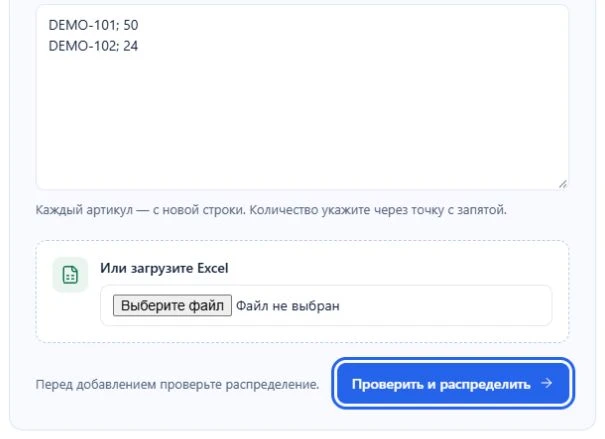 DEMO-101; 50
DEMO-102; 24
Каждый артикул — с новой строки. Количество укажите через точку с запятой.
Или загрузите Excel
Выберите файл Файл не выбран
Перед добавлением проверьте распределение. Проверить и распределить →